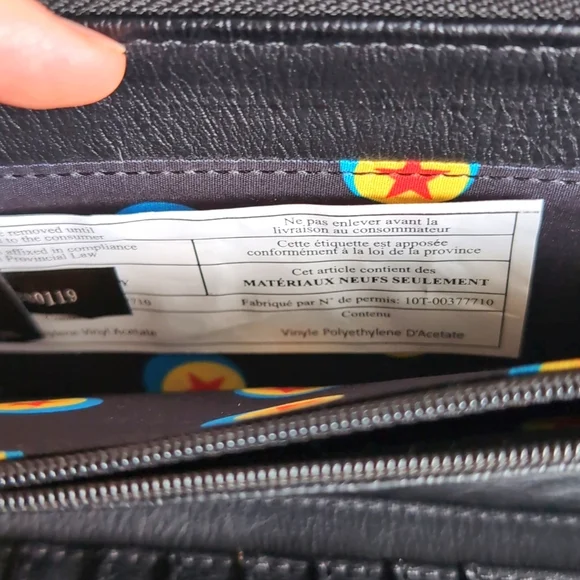 removed until
to the consumer
affixed in compliance
Provincial Law
Y
0119
7710
Vinyl Acetate
Ne pas enlever avant la
livraison au consommateur
Cette étiquette est apposée
conformément à la loi de la province
Cet article contient des
MATÉRIAUX NEUFS SEULEMENT
Fabriqué par N° de permis: 10T-00377710
Contenu
Vinyle Polyethylene D'Acetate